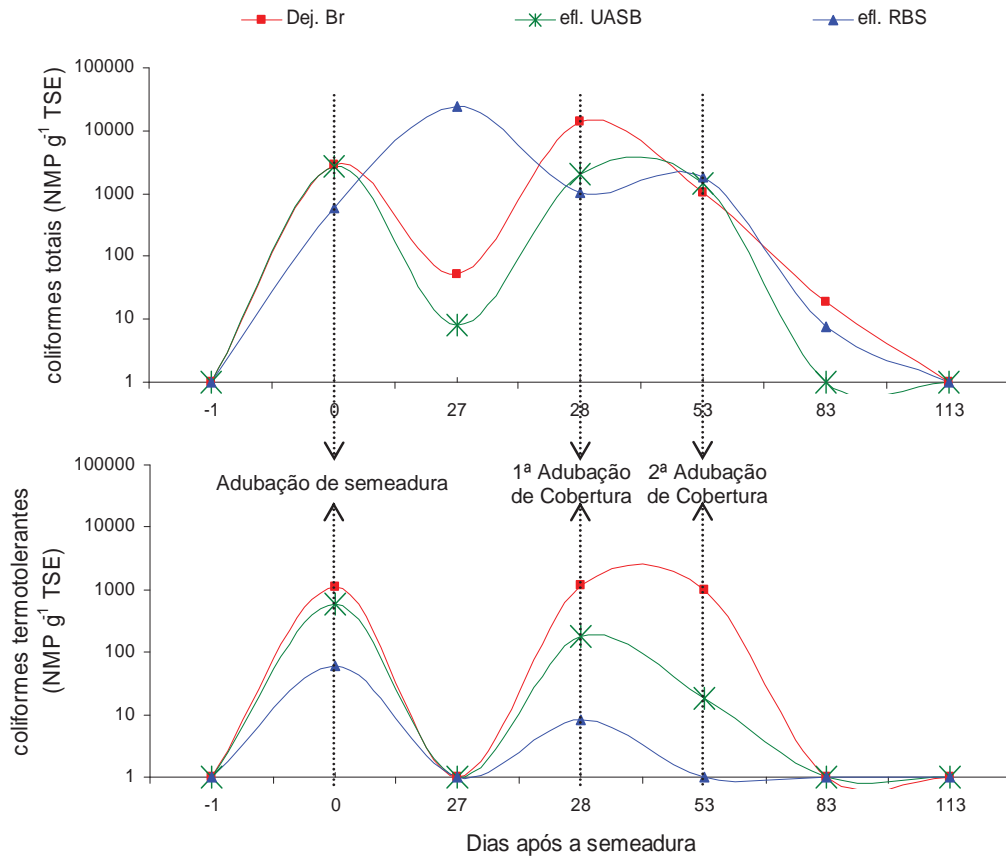 Dej. Br efl. UASB efl. RBS
coliformes totais (NMP g-1 TSE)
100000
10000
1000
100
10
1
-1 0 27 28 53 83 113
Adubação de semeadura
1ª Adubação
de Cobertura
2ª Adubação
de Cobertura
coliformes termotolerantes
(NMP g-1 TSE)
100000
10000
1000
100
10
1
-1 0 27 28 53 83 113
Dias após a semeadura